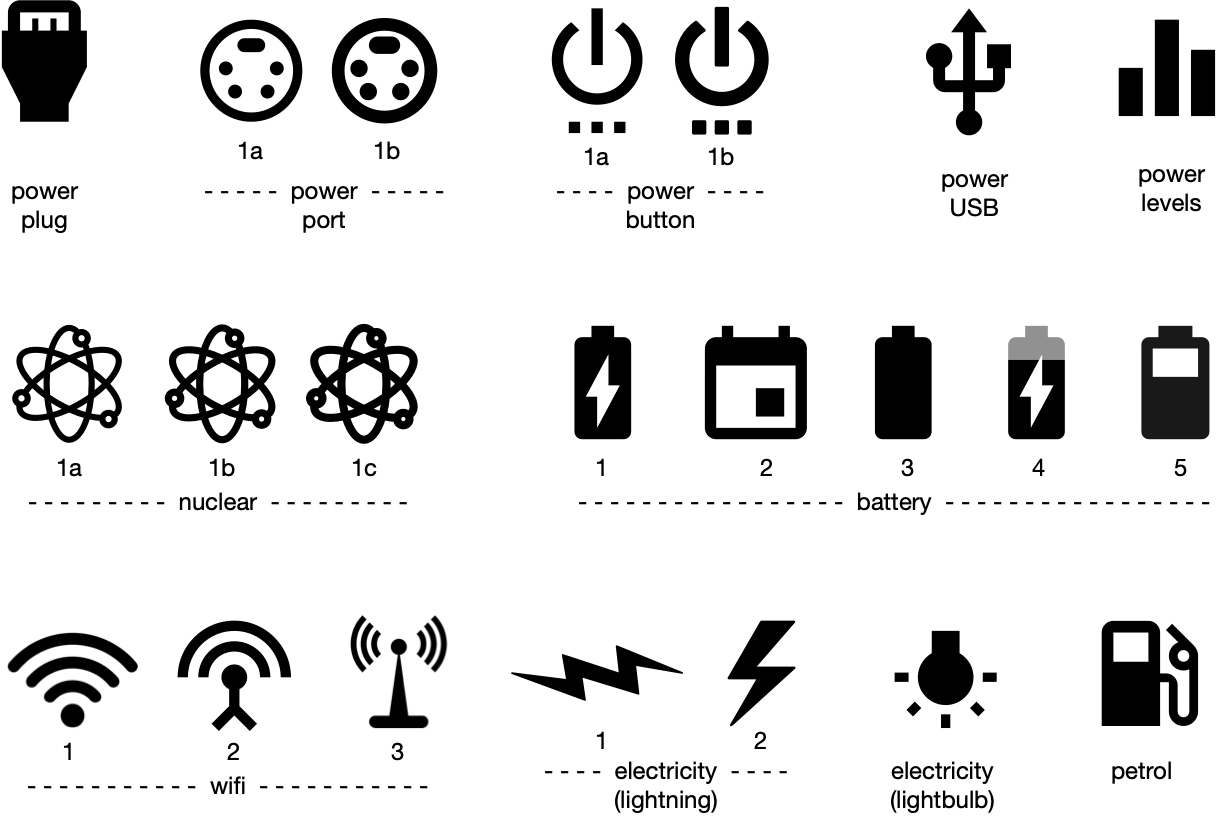 1a 1b
1a 1b
power
plug
power
port
power
button
power
USB
power
levels
1a 1b 1c
nuclear
1 2 3 4 5
battery
1 2 3
wifi
1 2
electricity
(lightning)
electricity
(lightbulb)
petrol